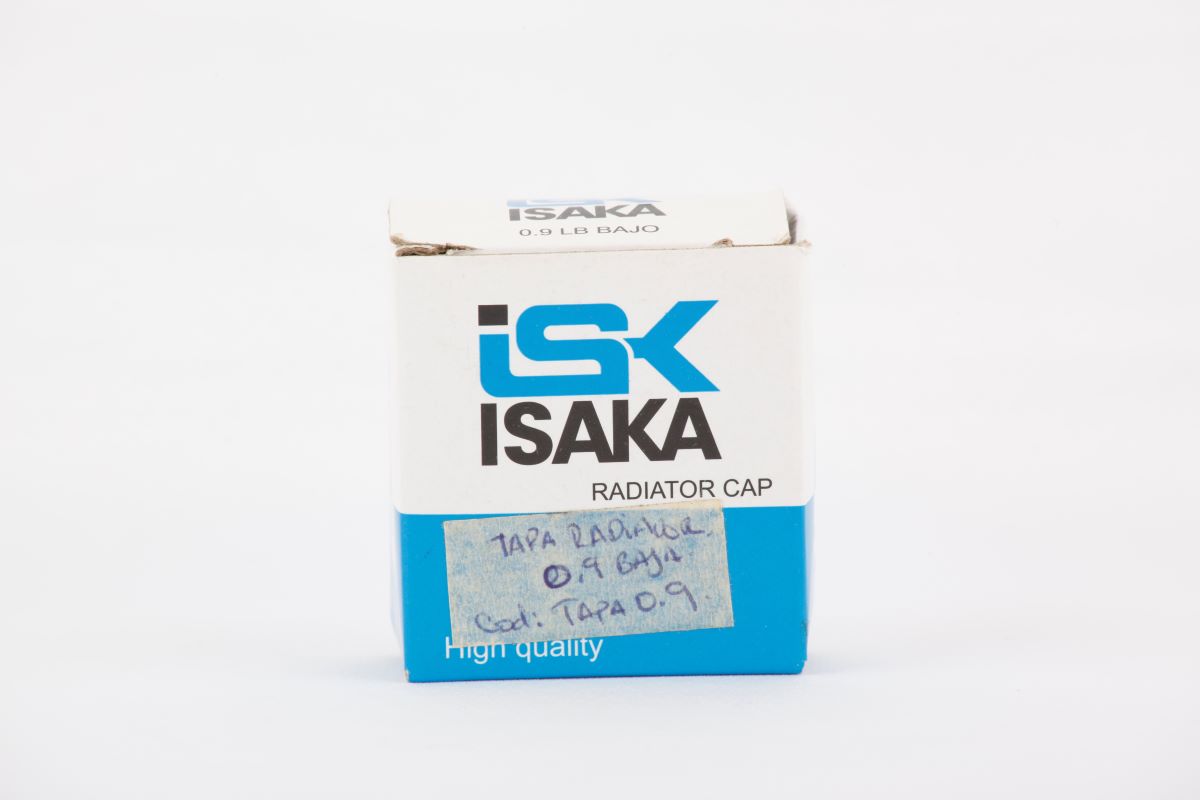 ISAKA
0.9 LB BAJO
isk
ISAKA
RADIATOR CAP
TAPA RADIADOR
0.9 BAJA
Cod: TAPA 0.9.
High quality